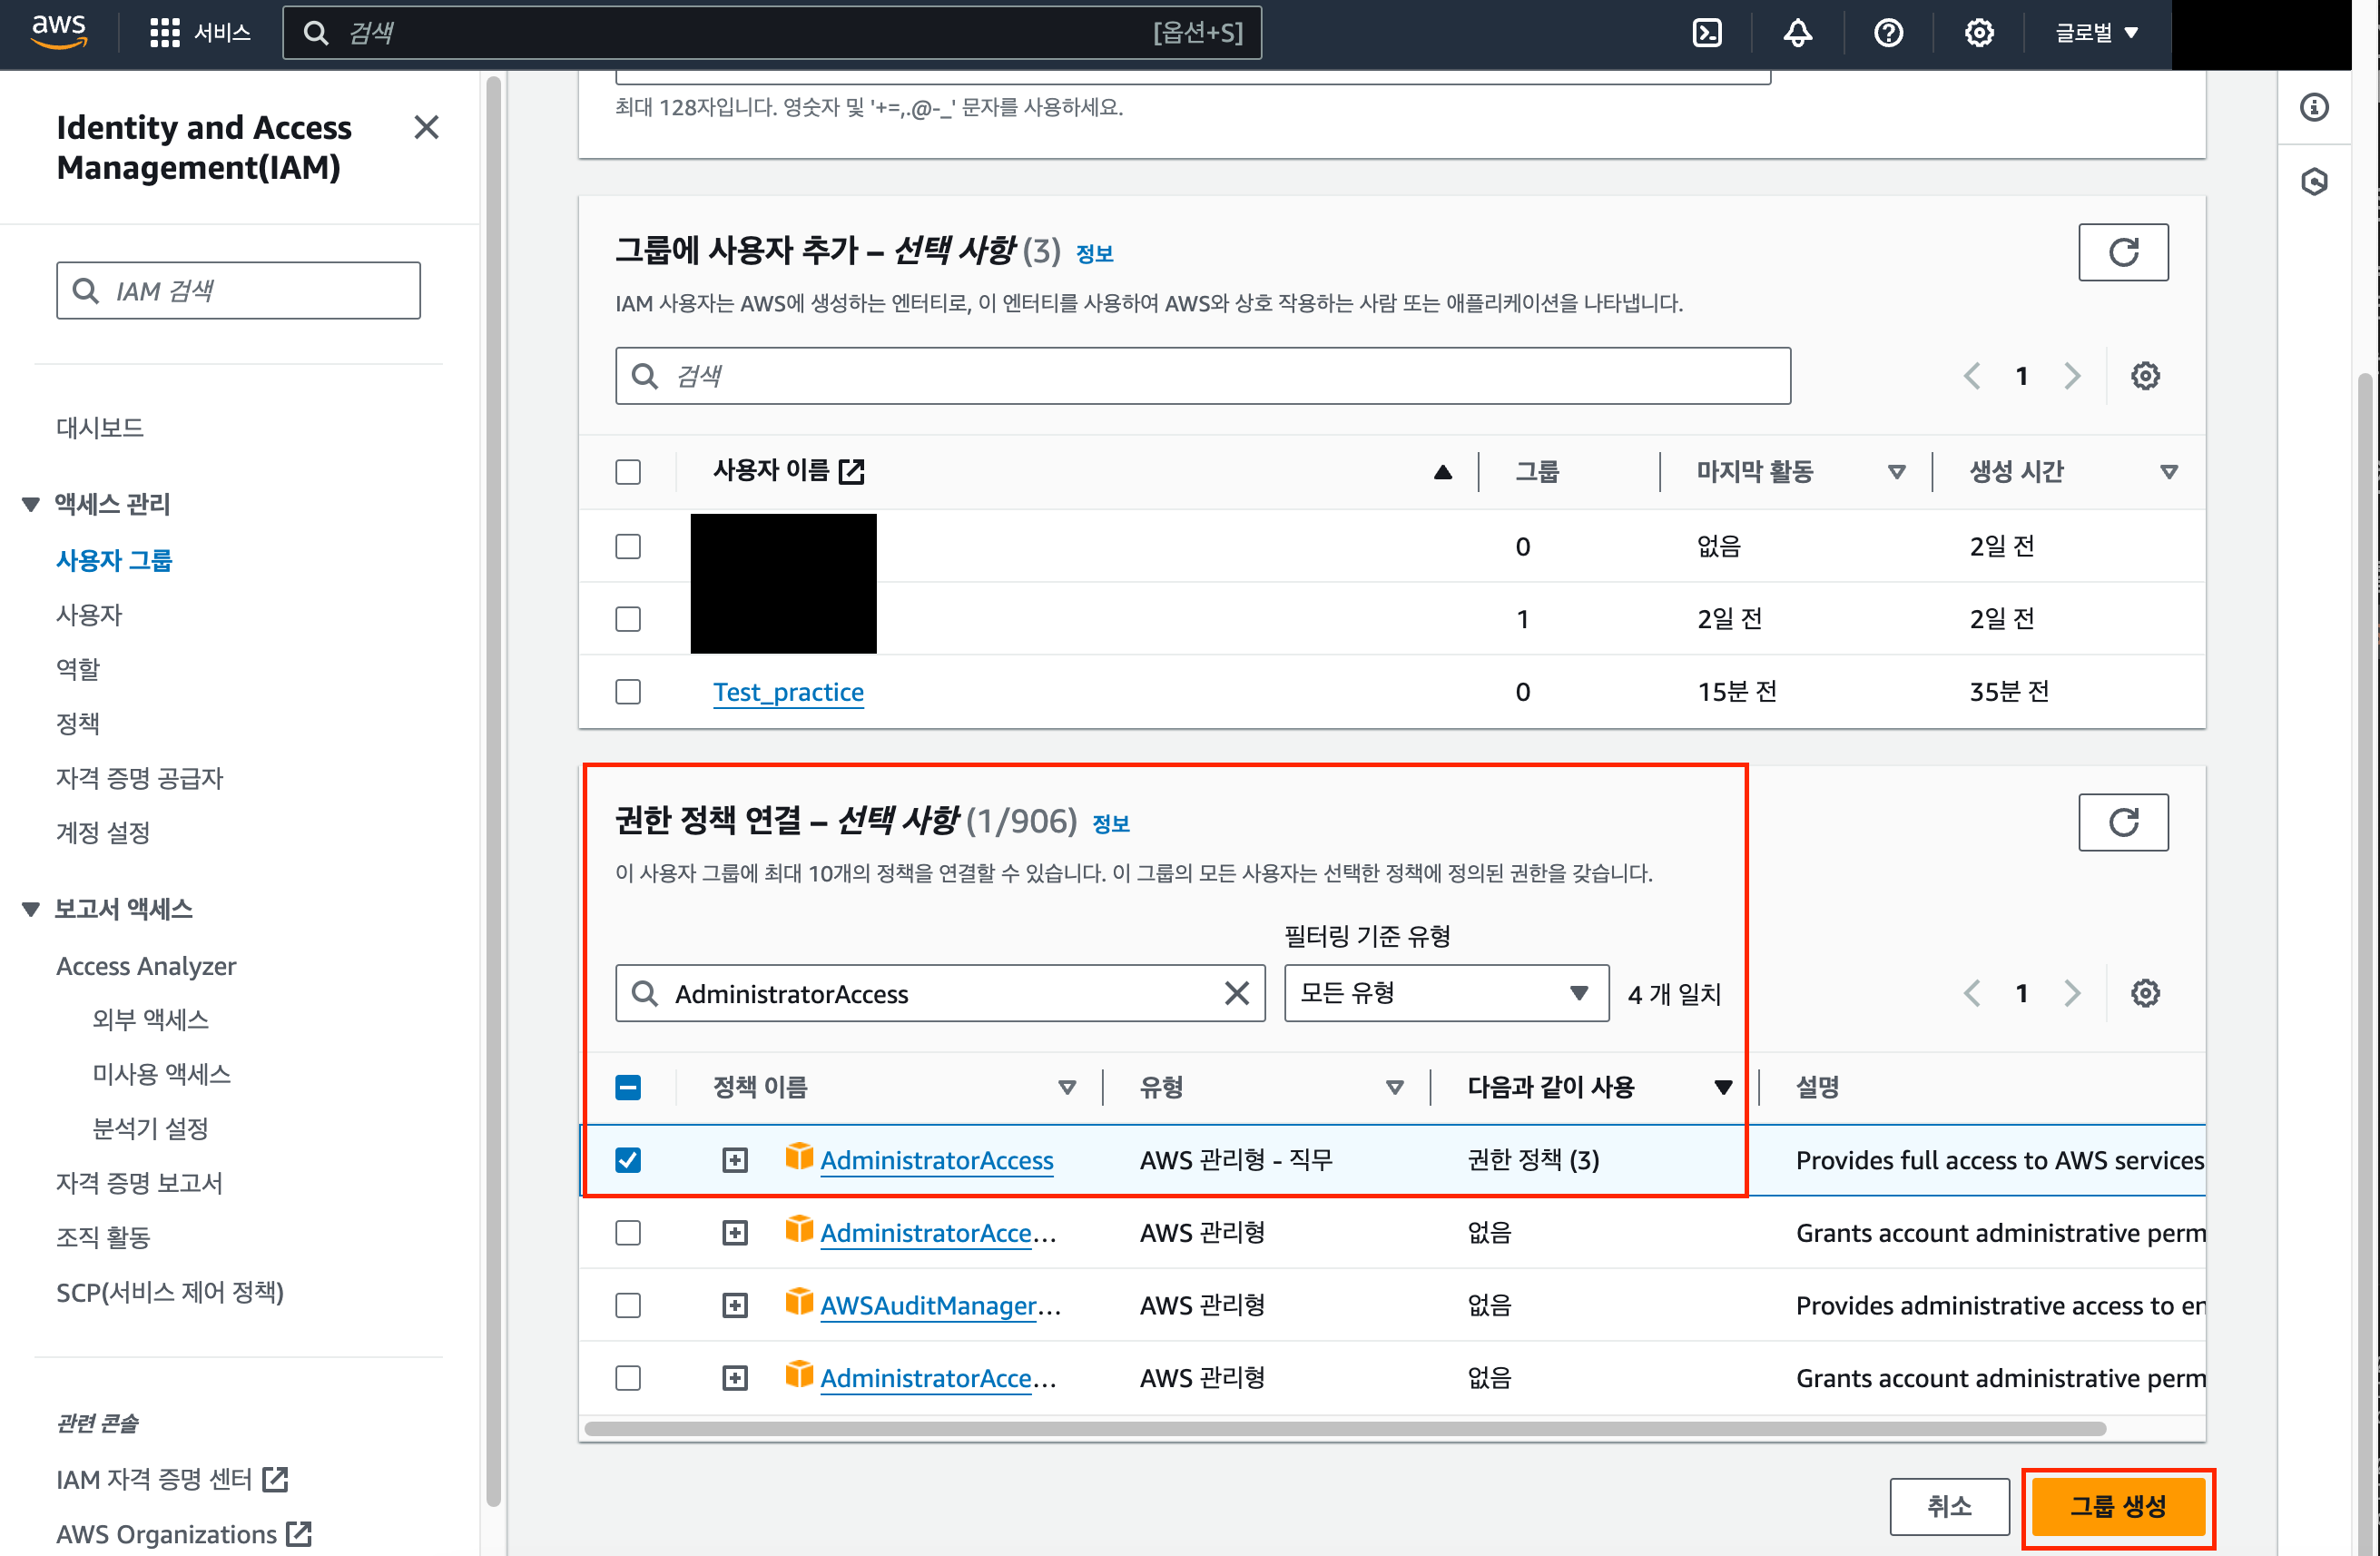 aws
서비스
검색
[옵션+S]
글로벌
Identity and Access
Management(IAM)
IAM 검색
대시보드
액세스 관리
사용자 그룹
사용자
역할
정책
자격 증명 공급자
계정 설정
보고서 액세스
Access Analyzer
외부 액세스
미사용 액세스
분석기 설정
자격 증명 보고서
조직 활동
SCP(서비스 제어 정책)
관련 콘솔
IAM 자격 증명 센터
AWS Organizations
최대 128자입니다. 영숫자 및 '+=,.@-_' 문자를 사용하세요.
그룹에 사용자 추가 – 선택 사항 (3) 정보
IAM 사용자는 AWS에 생성하는 엔터티로, 이 엔터티를 사용하여 AWS와 상호 작용하는 사람 또는 애플리케이션을 나타냅니다.
검색
1
사용자 이름 그룹 마지막 활동 생성 시간
0 없음 2일 전
1 2일 전 2일 전
Test_practice 0 15분 전 35분 전
권한 정책 연결 – 선택 사항 (1/906) 정보
이 사용자 그룹에 최대 10개의 정책을 연결할 수 있습니다. 이 그룹의 모든 사용자는 선택한 정책에 정의된 권한을 갖습니다.
필터링 기준 유형
AdministratorAccess 모든 유형 4 개 일치 1
정책 이름 유형 다음과 같이 사용 설명
AdministratorAccess AWS 관리형 - 직무 권한 정책 (3) Provides full access to AWS services
AdministratorAcce... AWS 관리형 없음 Grants account administrative perm
AWSAuditManager... AWS 관리형 없음 Provides administrative access to en
AdministratorAcce... AWS 관리형 없음 Grants account administrative perm
취소 그룹 생성